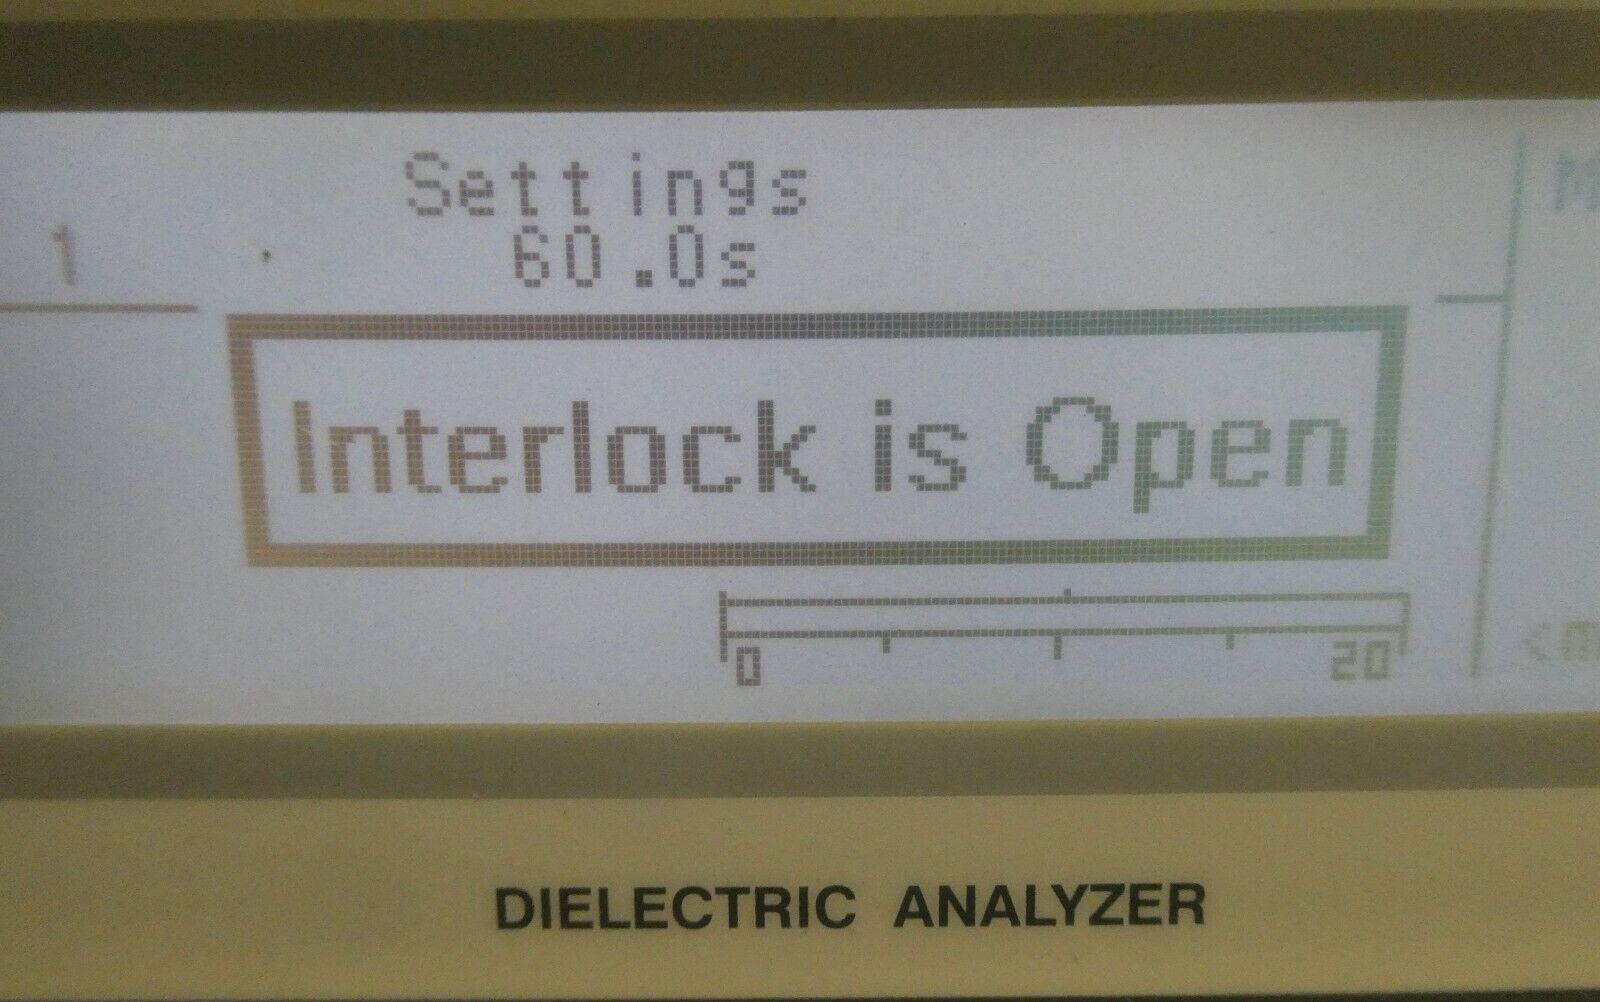 Settings
1
60.0s
Interlock is Open
0 20
DIELECTRIC ANALYZER